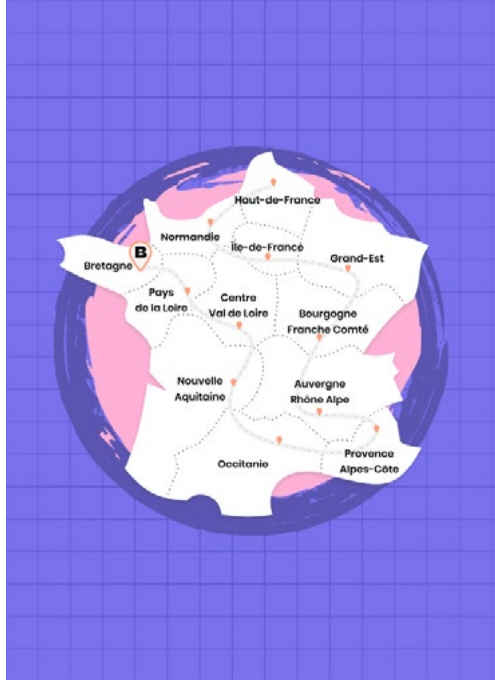 Haut-de-France
Normandie
Île-de-France
Grand-Est
B
Bretagne
Pays
de la Loire
Centre
Val de Loire
Bourgogne
Franche Comté
Nouvelle
Aquitaine
Auvergne
Rhône Alpe
Occitanie
Provence
Alpes-Côte